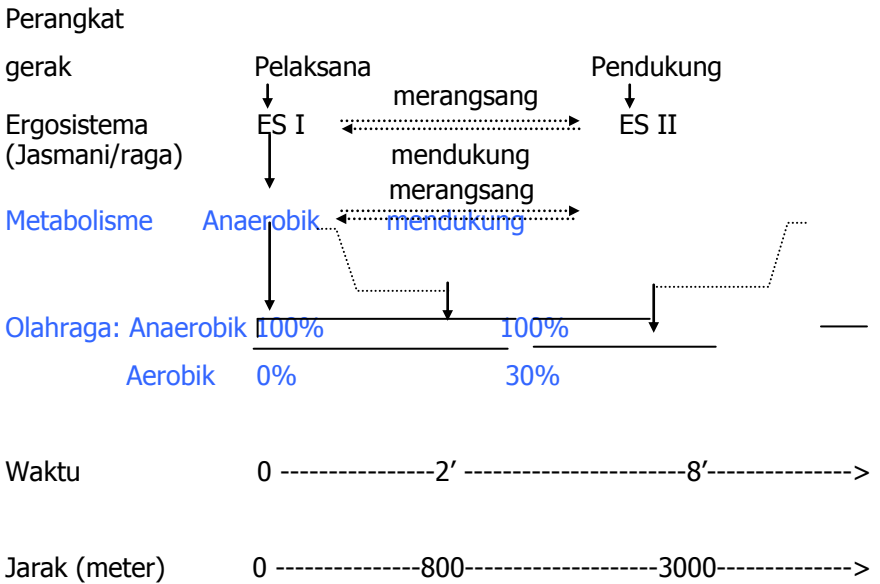 Perangkat
gerak Pelaksana Pendukung
merangsang
Ergosistema ES I ES II
(Jasmani/raga) mendukung
merangsang
Metabolisme Anaerobik mendukung
Olahraga: Anaerobik 100% 100%
Aerobik 0% 30%
Waktu 0 ----------------2′ -----------------------8′--------------->
Jarak (meter) 0 ---------------800-----------------------3000-------------->